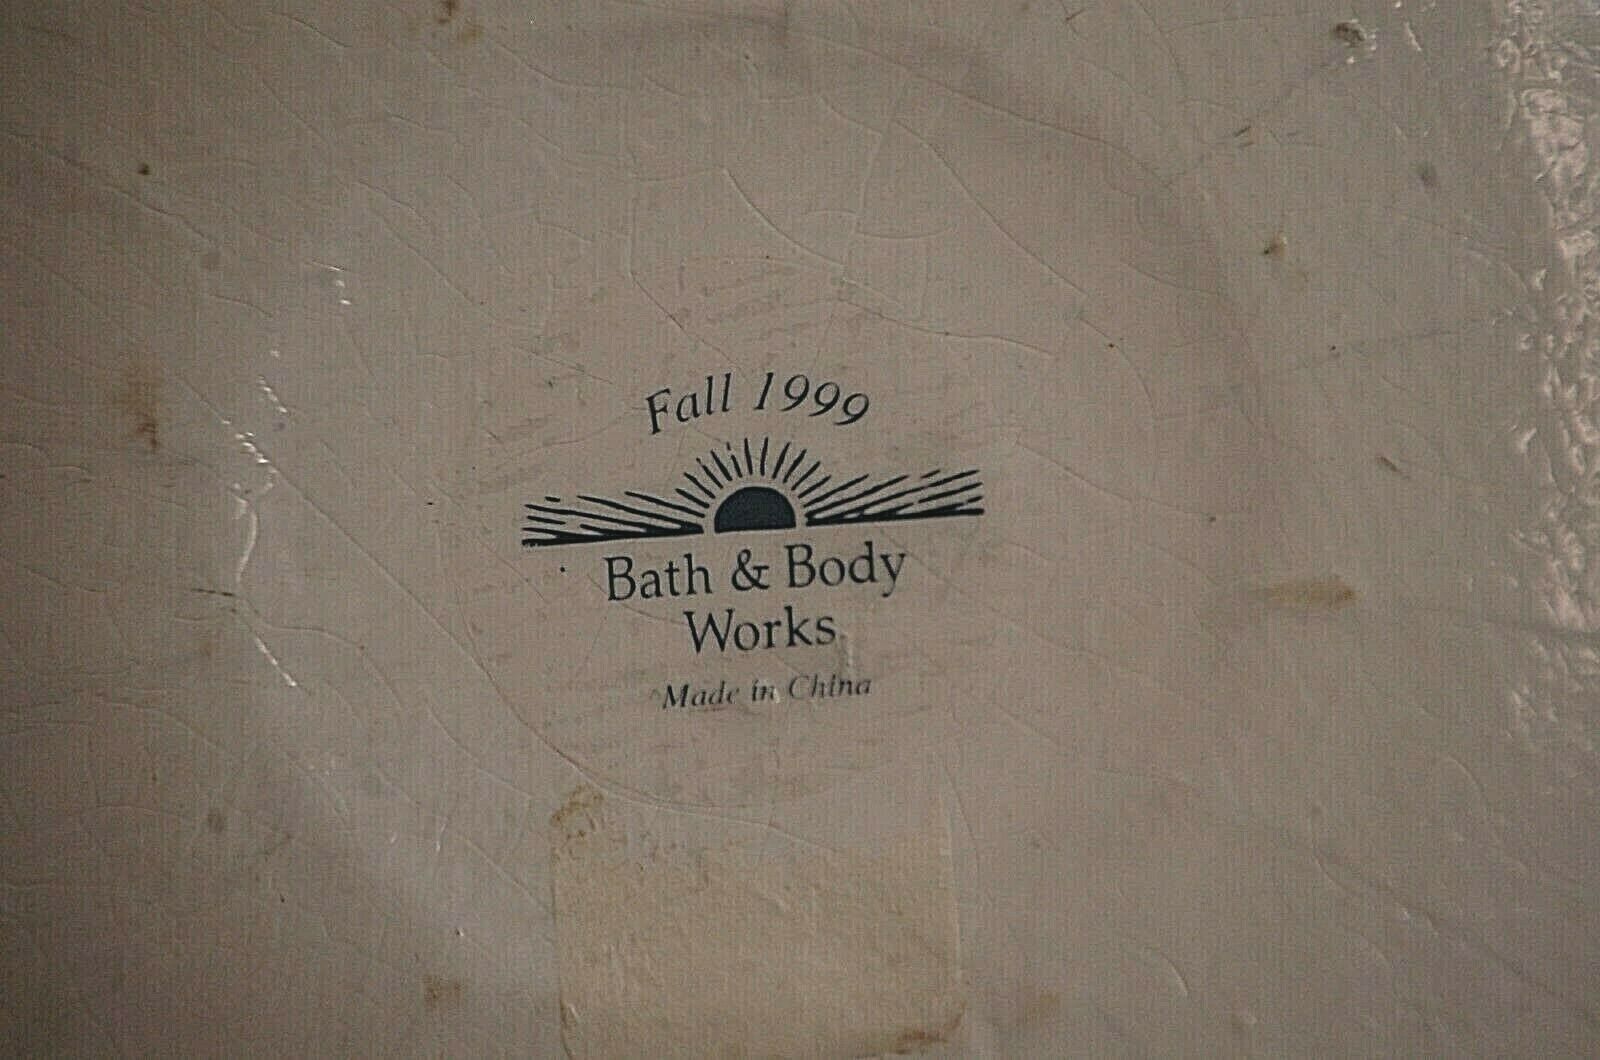 Fall 1999
Bath & Body
Works
Made in China